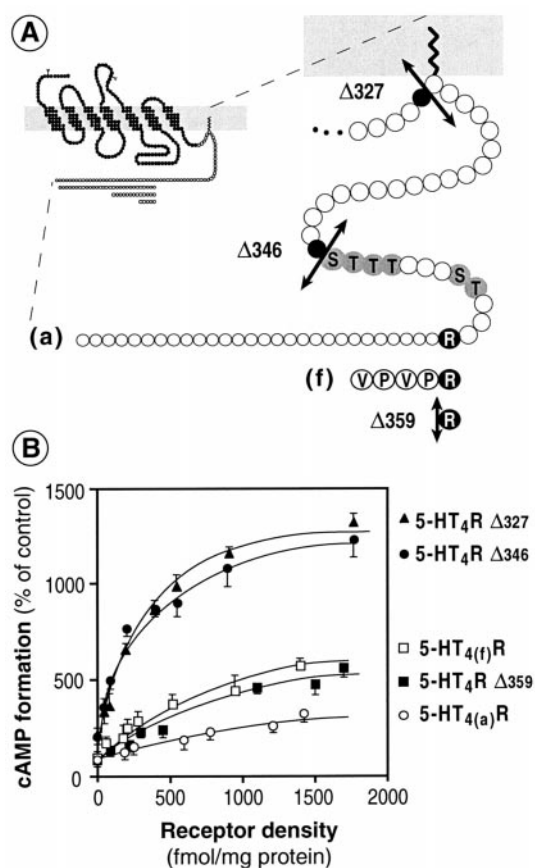 A
Δ327
Δ346
S T T T S T
(a)
R
(f)
V P V P R
Δ359
R
B
1500
1000
500
0
cAMP formation (% of control)
0 500 1000 1500 2000
Receptor density
(fmol/mg protein)
5-HT4R Δ327
5-HT4R Δ346
5-HT4(f)R
5-HT4R Δ359
5-HT4(a)R